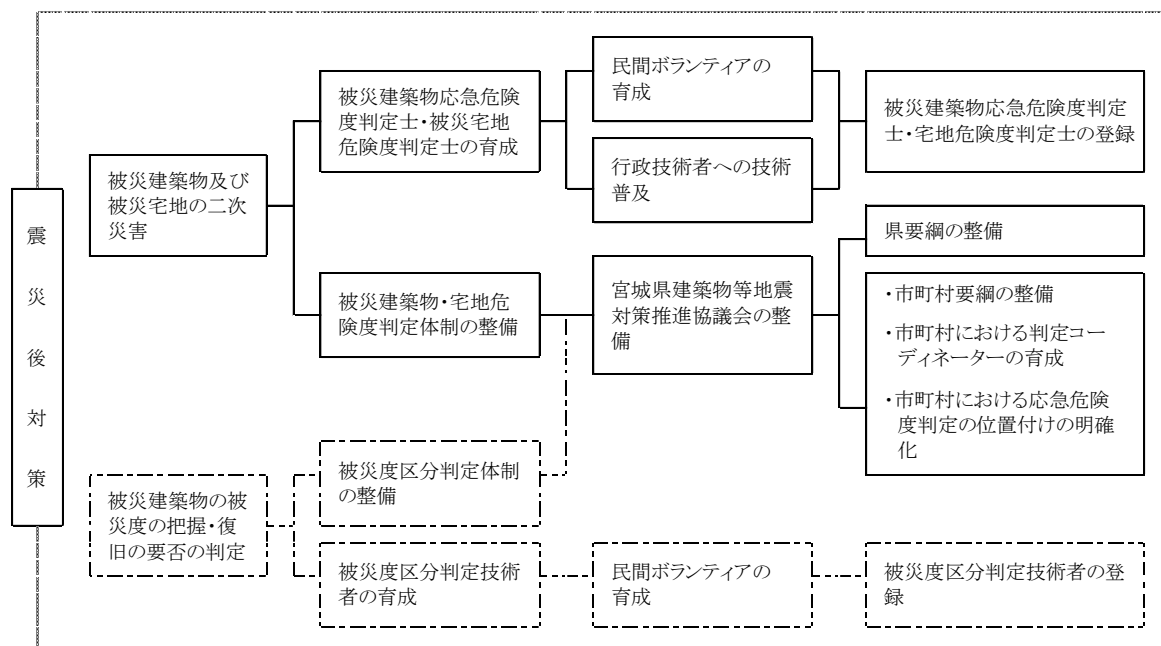 震災後対策
被災建築物及び
被災宅地の二次
災害
被災建築物応急危険
度判定士・被災宅地
危険度判定士の育成
民間ボランティアの
育成
行政技術者への技術
普及
被災建築物応急危険度判定
士・宅地危険度判定士の登録
被災建築物・宅地危
険度判定体制の整備
宮城県建築物等地震
対策推進協議会の整
備
県要綱の整備
・市町村要綱の整備
・市町村における判定コー
ディネーターの育成
・市町村における応急危険
度判定の位置付けの明確
化
被災建築物の被
災度の把握・復
旧の要否の判定
被災度区分判定体制
の整備
被災度区分判定技術
者の育成
民間ボランティアの
育成
被災度区分判定技術者の登
録